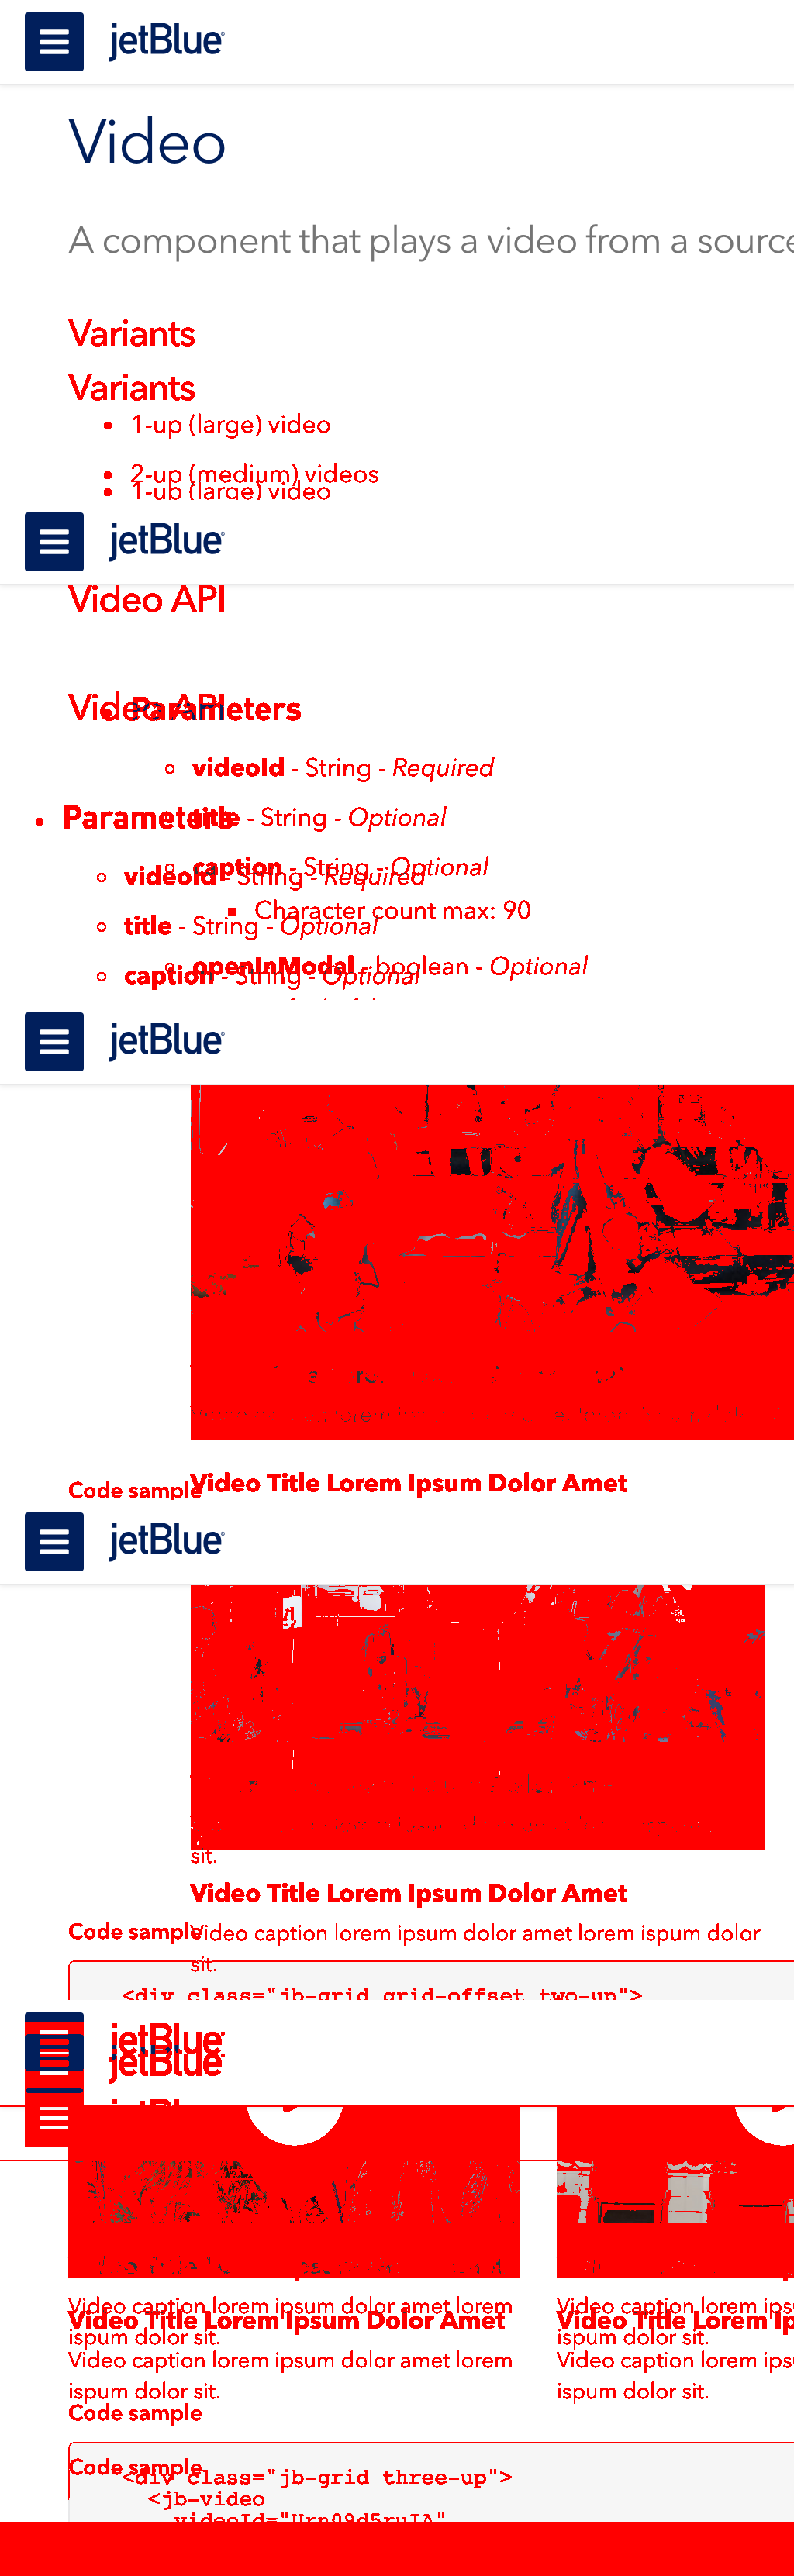 jetBlue
Video
A component that plays a video from a source
Variants
Variants
1-up (large) video
2-up (medium) videos
1-up (large) video
jetBlue
Video API
Video API
Parameters
videoId - String - Required
Parameters
title - String - Optional
caption - String - Optional
videoId - String - Required
Character count max: 90
title - String - Optional
openInModal - boolean - Optional
caption - String - Optional
jetBlue
Video Title Lorem Ipsum Dolor Amet
Code sample
jetBlue
sit.
Video Title Lorem Ipsum Dolor Amet
Code sample
Video caption lorem ipsum dolor amet lorem ispum dolor
sit.
<div class="jb-grid grid-offset two-up">
jetBlue
jetBlue
Video caption lorem ipsum dolor amet lorem
Video caption lorem ips
Video Title Lorem Ipsum Dolor Amet
Video Title Lorem Ip
ispum dolor sit.
ispum dolor sit.
Video caption lorem ipsum dolor amet lorem
Video caption lorem ips
ispum dolor sit.
ispum dolor sit.
Code sample
Code sample
<div class="jb-grid three-up">
<jb-video
videoId="Urn09d5ruIA"